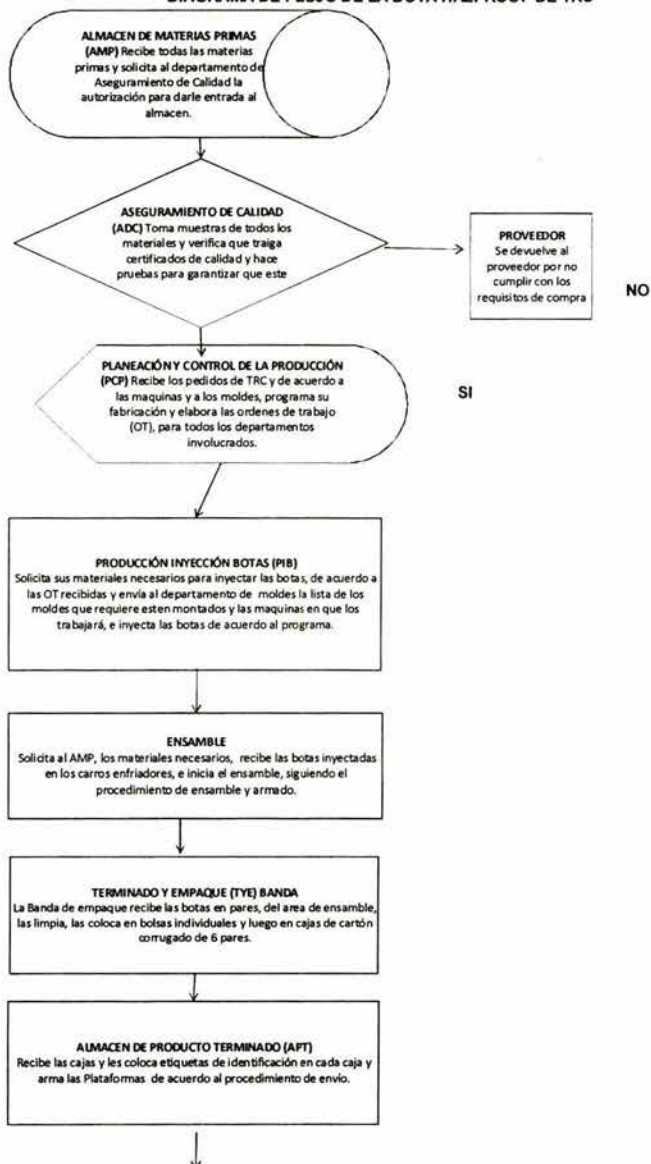 DIAGRAMA DE FLUJO DE LA BOTA
DE TRC
ALMACEN DE MATERIAS PRIMAS
(AMP) Recibe todas las materias
primas y solicita al departamento de
Aseguramiento de Calidad la
autorización para darle entrada al
almacen.
ASEGURAMIENTO DE CALIDAD
(ADC) Toma muestras de todos los
materiales y verifica que traiga
certificados de calidad y hace
pruebas para garantizar que este
PROVEEDOR
Se devuelve al
proveedor por no
cumplir con los
requisitos de compra
NO
PLANEACIÓN Y CONTROL DE LA PRODUCCIÓN
(PCP) Recibe los pedidos de TRC y de acuerdo a
las maquinas y a los moldes, programa su
fabricación y elabora las ordenes de trabajo
(OT), para todos los departamentos
involucrados.
SI
PRODUCCIÓN INYECCIÓN BOTAS (PIB)
Solicita sus materiales necesarios para inyectar las botas, de acuerdo a
las OT recibidas y envía al departamento de moldes la lista de los
moldes que requiere esten montados y las maquinas en que los
trabajará, e inyecta las botas de acuerdo al programa.
ENSAMBLE
Solicita al AMP, los materiales necesarios, recibe las botas inyectadas
en los carros enfriadores, e inicia el ensamble, siguiendo el
procedimiento de ensamble y armado.
TERMINADO Y EMPAQUE (TYE) BANDA
La Banda de empaque recibe las botas en pares, del area de ensamble,
las limpia, las coloca en bolsas individuales y luego en cajas de cartón
corrugado de 6 pares.
ALMACEN DE PRODUCTO TERMINADO (APT)
Recibe las cajas y les coloca etiquetas de identificación en cada caja y
arma las Plataformas de acuerdo al procedimiento de envío.